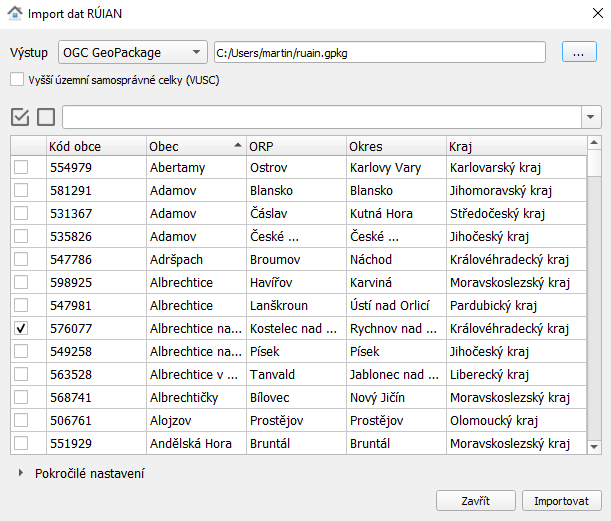 Import dat RÚIAN
Výstup OGC GeoPackage C:/Users/martin/ruain.gpkg ...
Vyšší územní samosprávné celky (VUSC)
Kód obce Obec ORP Okres Kraj
554979 Abertamy Ostrov Karlovy Vary Karlovarský kraj
581291 Adamov Blansko Blansko Jihomoravský kraj
531367 Adamov Čáslav Kutná Hora Středočeský kraj
535826 Adamov České ... České ... Jihočeský kraj
547786 Adršpach Broumov Náchod Královéhradecký kraj
598925 Albrechtice Havířov Karviná Moravskoslezský kraj
547981 Albrechtice Lanškroun Ústí nad Orlicí Pardubický kraj
576077 Albrechtice na... Kostelec nad ... Rychnov nad ... Královéhradecký kraj
549258 Albrechtice na... Písek Písek Jihočeský kraj
563528 Albrechtice v ... Tanvald Jablonec nad ... Liberecký kraj
568741 Albrechtičky Bílovec Nový Jičín Moravskoslezský kraj
506761 Alojzov Prostějov Prostějov Olomoucký kraj
551929 Andělská Hora Bruntál Bruntál Moravskoslezský kraj
Pokročilé nastavení
Zavřít Importovat